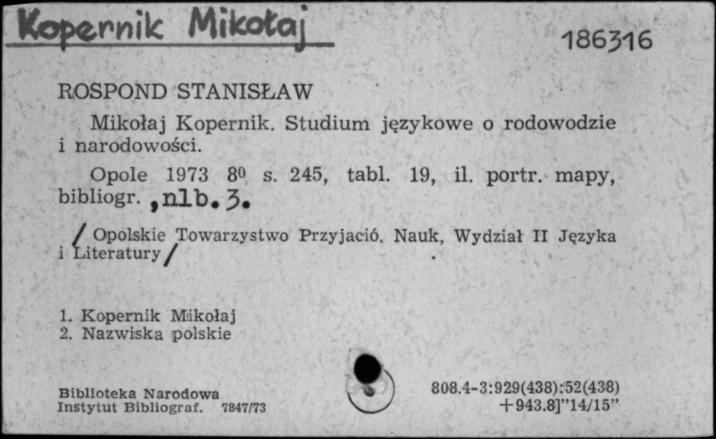 Kopernik Mikołaj
186316
ROSPOND STANISŁAW
Mikołaj Kopernik. Studium językowe o rodowodzie
i narodowości.
Opole 1973 8⁰ s. 245, tabl. 19, il. portr. mapy,
bibliogr. ,nlb.3.
/ Opolskie Towarzystwo Przyjació. Nauk, Wydział II Języka
i Literatury /
1. Kopernik Mikołaj
2. Nazwiska polskie
Biblioteka Narodowa
Instytut Bibliograf. 7847/73
808.4-3:929(438):52(438)
+943.8]"14/15"